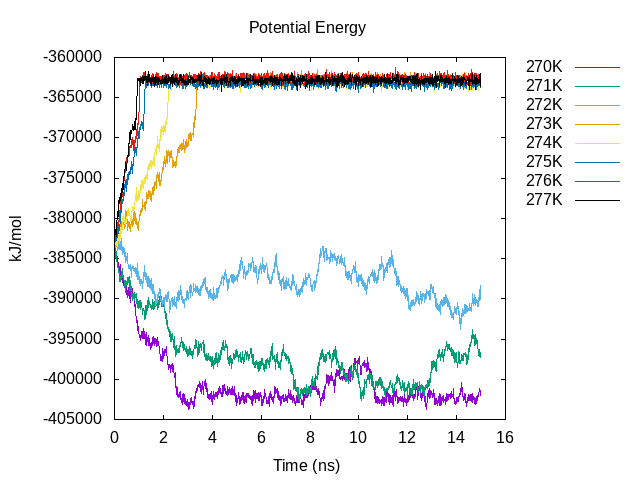 Potential Energy
-360000
-365000
-370000
-375000
-380000
-385000
-390000
-395000
-400000
-405000
kJ/mol
0 2 4 6 8 10 12 14 16
Time (ns)
270K
271K
272K
273K
274K
275K
276K
277K